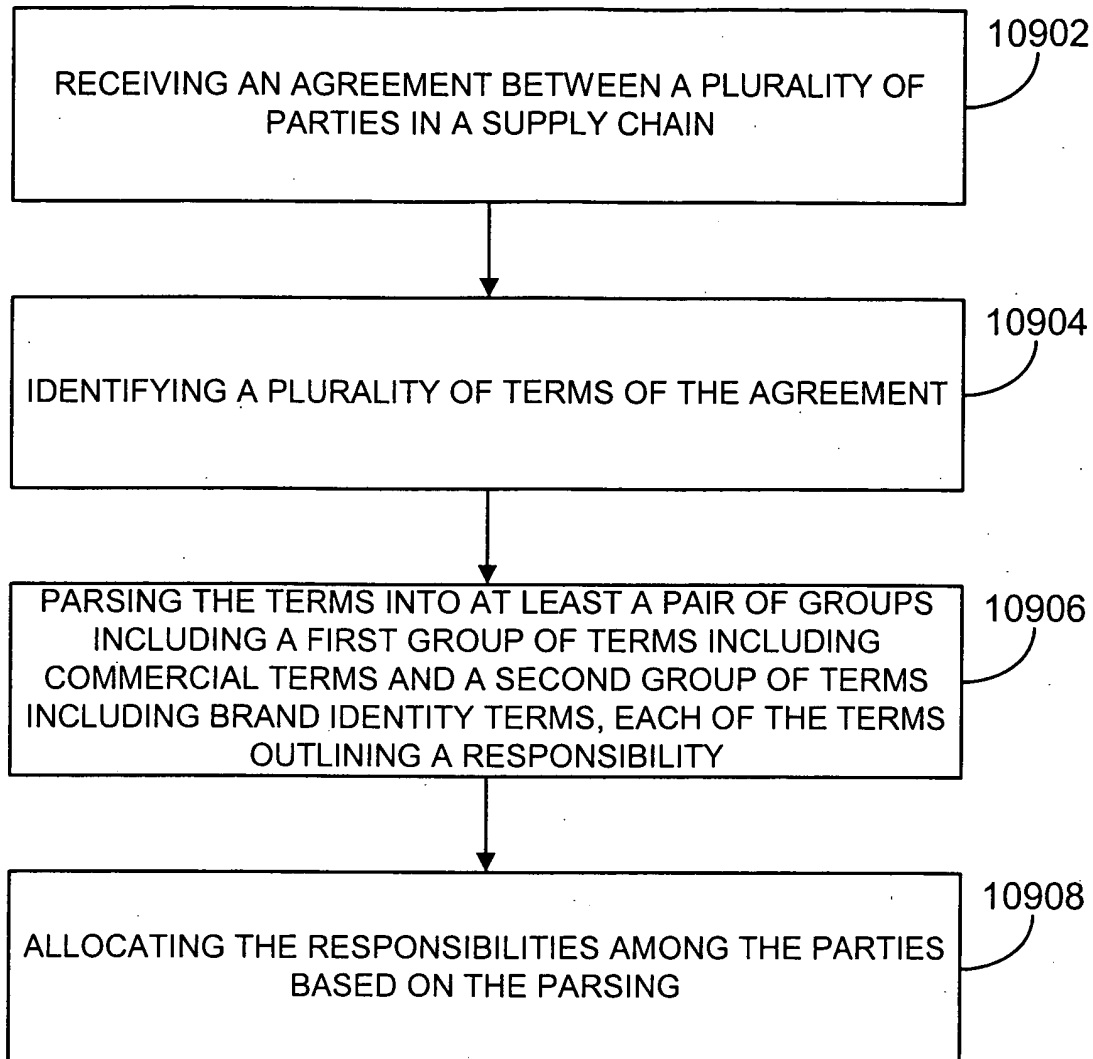 10902
RECEIVING AN AGREEMENT BETWEEN A PLURALITY OF
PARTIES IN A SUPPLY CHAIN
10904
IDENTIFYING A PLURALITY OF TERMS OF THE AGREEMENT
10906
PARSING THE TERMS INTO AT LEAST A PAIR OF GROUPS
INCLUDING A FIRST GROUP OF TERMS INCLUDING
COMMERCIAL TERMS AND A SECOND GROUP OF TERMS
INCLUDING BRAND IDENTITY TERMS, EACH OF THE TERMS
OUTLINING A RESPONSIBILITY
10908
ALLOCATING THE RESPONSIBILITIES AMONG THE PARTIES
BASED ON THE PARSING